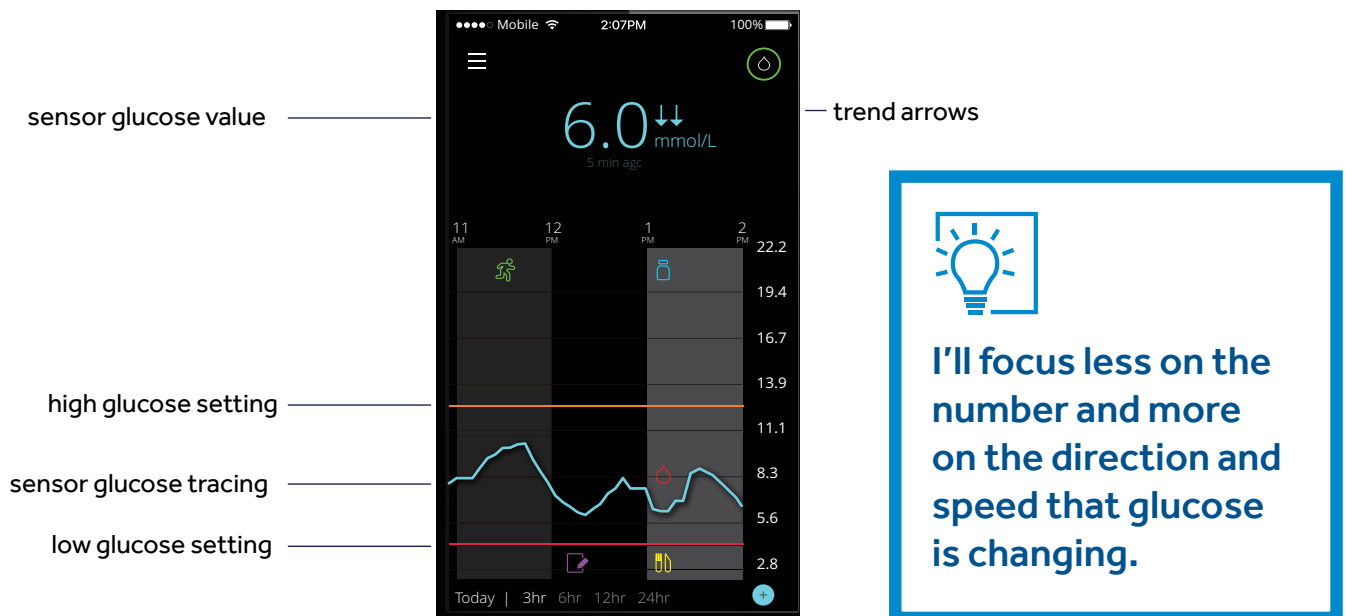 Mobile 2:07PM 100%
sensor glucose value
6.0
mmol/L
5 min agc
trend arrows
11 AM 12 PM 1 PM 2 PM
22.2
19.4
16.7
13.9
11.1
8.3
5.6
2.8
high glucose setting
sensor glucose tracing
low glucose setting
Today | 3hr 6hr 12hr 24hr
I'll focus less on the
number and more
on the direction and
speed that glucose
is changing.